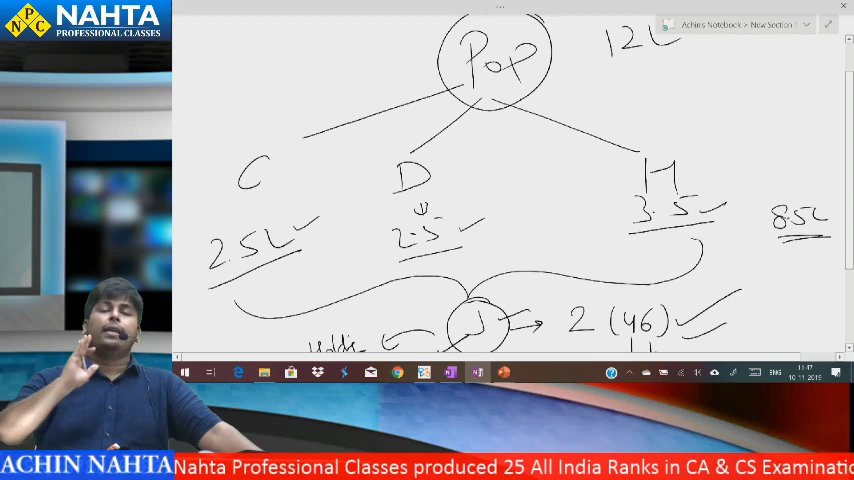 NPC
NAHTA
PROFESSIONAL CLASSES
Achin's Notebook > New Section 1
12L
Pop
C
D
H
2.5L
2.5
3.5
8.5L
J
2 (46)
ENG
11:47
10-11-2019
ACHIN NAHTA
Nahta Professional Classes produced 25 All India Ranks in CA & CS Examinatio